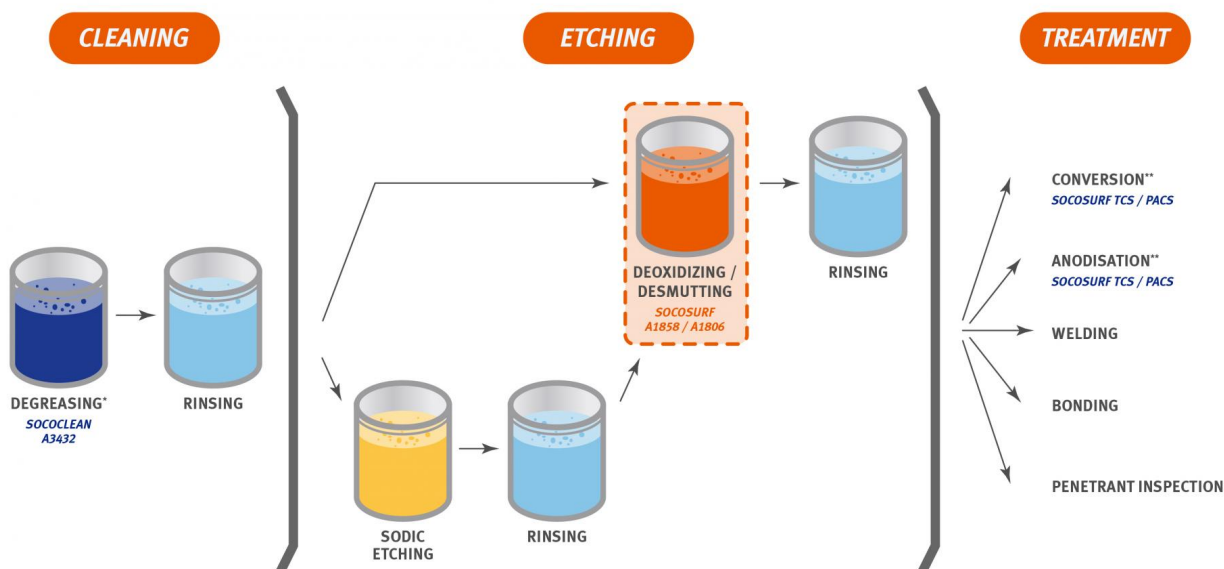 CLEANING
ETCHING
TREATMENT
DEGREASING*
SOCOCLEAN
A3432
RINSING
SODIC
ETCHING
RINSING
DEOXIDIZING /
DESMUTTING
SOCOSURF
A1858 / A1806
RINSING
CONVERSION**
SOCOSURF TCS / PACS
ANODISATION**
SOCOSURF TCS / PACS
WELDING
BONDING
PENETRANT INSPECTION